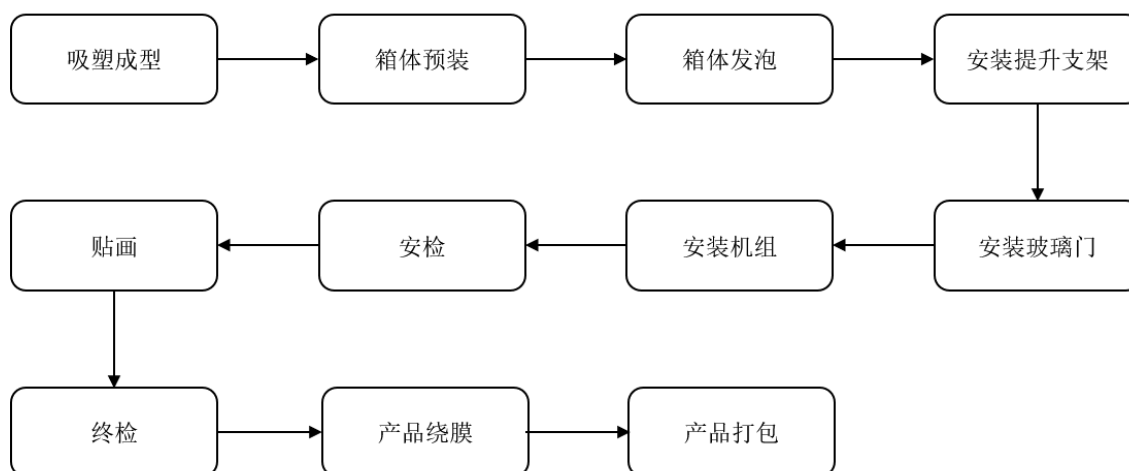 吸塑成型
箱体预装
箱体发泡
安装提升支架
安装玻璃门
安装机组
安检
贴画
终检
产品绕膜
产品打包